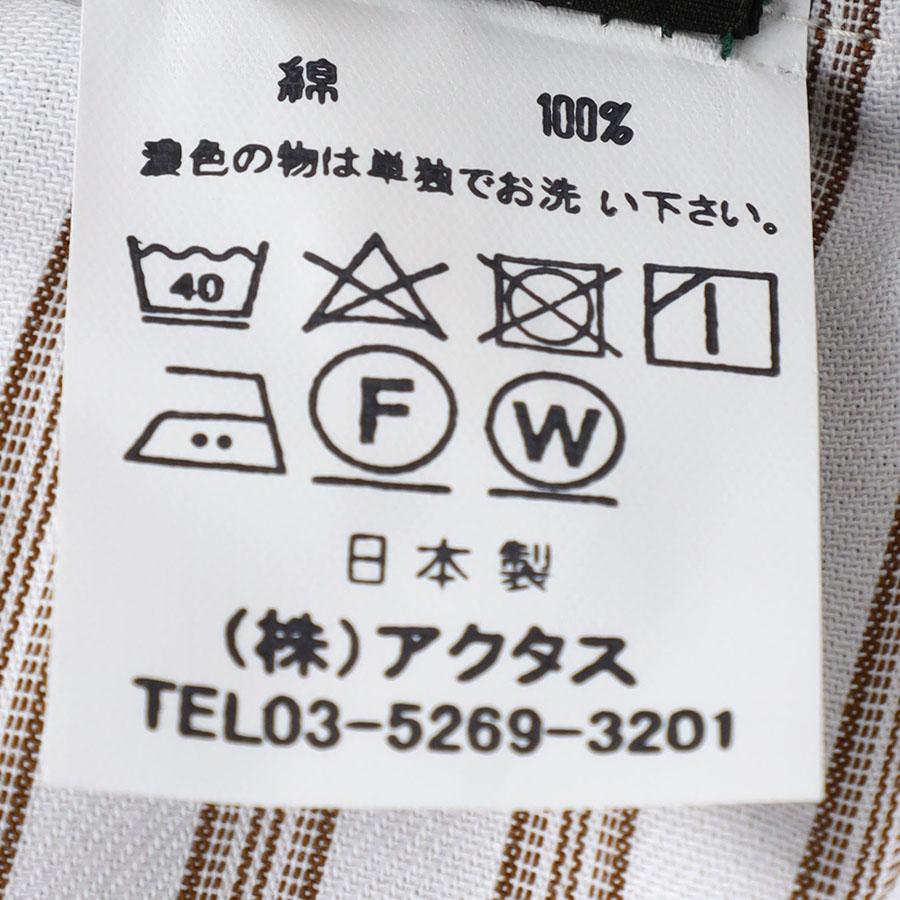 綿 100%
濃色の物は単独でお洗 い下さい。
40
F W
日本製
(株)アクタス
TEL03-5269-3201